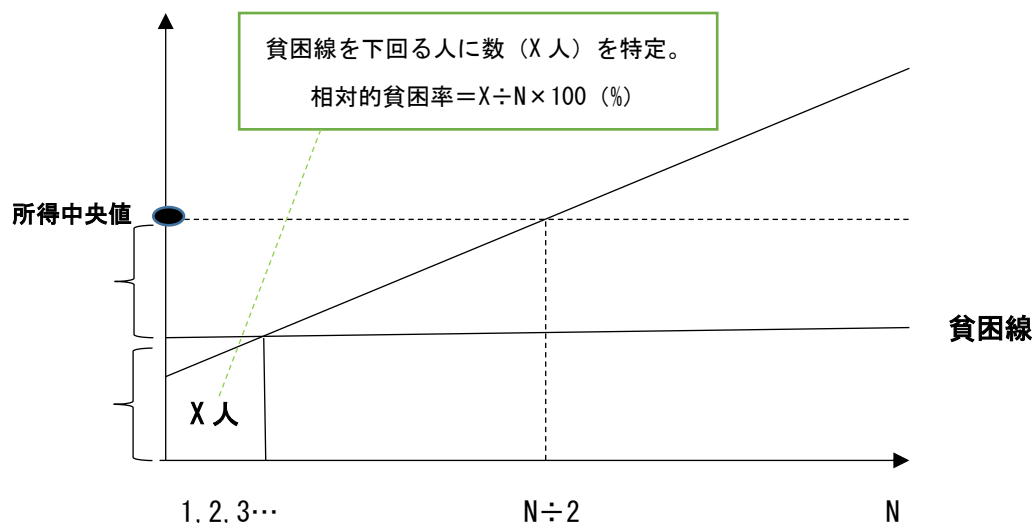 貧困線を下回る人に数（X 人）を特定。
相対的貧困率＝X÷N×100（%）
所得中央値
貧困線
X 人
1, 2, 3…
N÷2
N